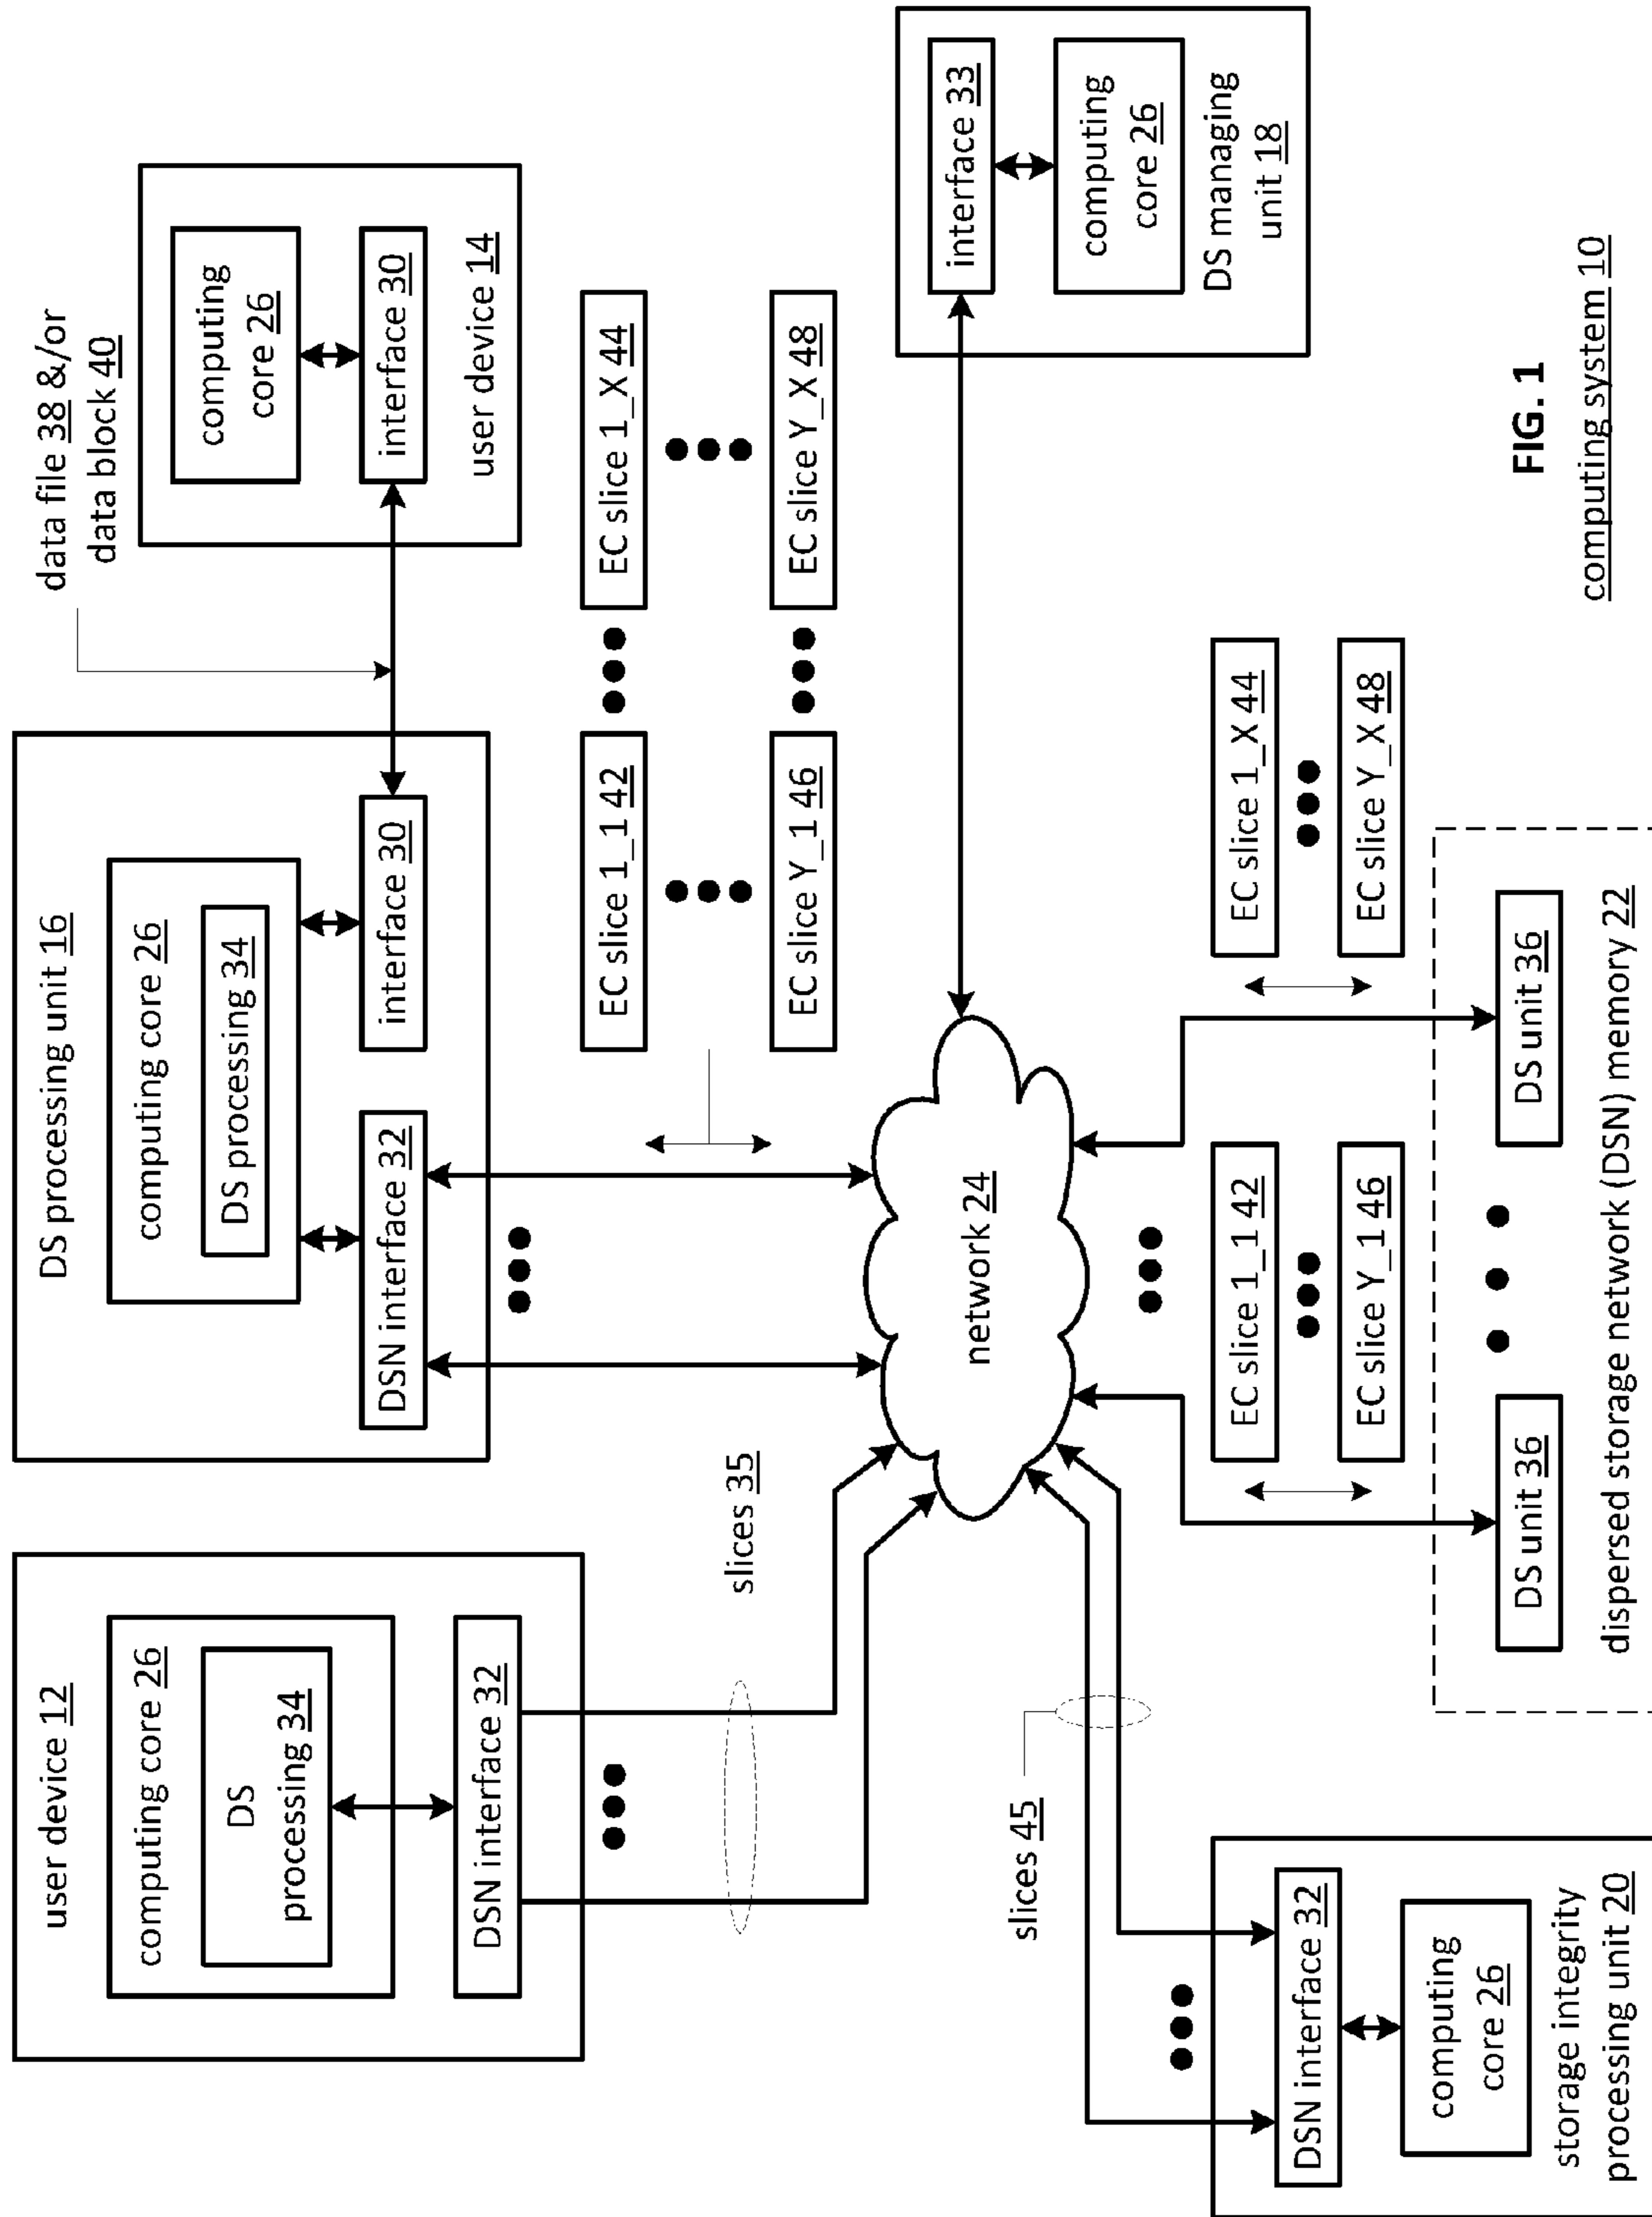 user device 12
computing core 26
DS
processing 34
DSN interface 32
DS processing unit 16
computing core 26
DS processing 34
DSN interface 32
interface 30
data file 38 &/or
data block 40
computing
core 26
interface 30
user device 14
slices 35
EC slice 1_1 42
EC slice 1_X 44
EC slice Y_1 46
EC slice Y_X 48
network 24
interface 33
computing
core 26
DS managing
unit 18
slices 45
DSN interface 32
computing
core 26
storage integrity
processing unit 20
EC slice 1_1 42
EC slice Y_1 46
EC slice 1_X 44
EC slice Y_X 48
DS unit 36
DS unit 36
dispersed storage network (DSN) memory 22
FIG. 1
computing system 10